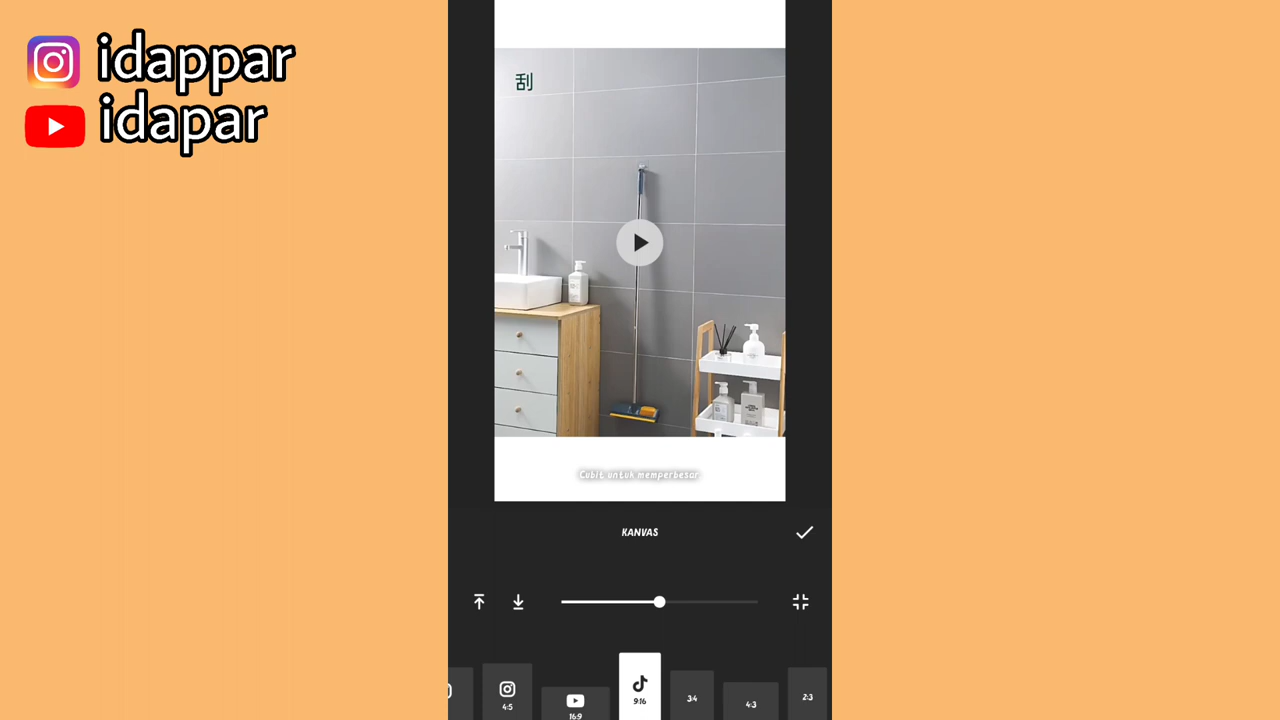 idappar
idapar
刮
Cubit untuk memperbesar
KANVAS
4:5
16:9
9:16
3:4
4:3
2:3